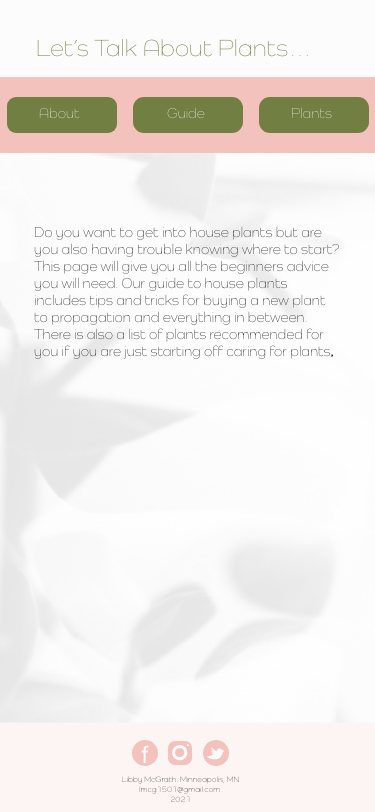 Let's Talk About Plants...
About Guide Plants
Do you want to get into house plants but are
you also having trouble knowing where to start?
This page will give you all the beginners advice
you will need. Our guide to house plants
includes tips and tricks for buying a new plant
to propagation and everything in between.
There is also a list of plants recommended for
you if you are just starting off caring for plants.
Libby McGrath Minneapolis, MN
lmcg1501@gmail.com
2021